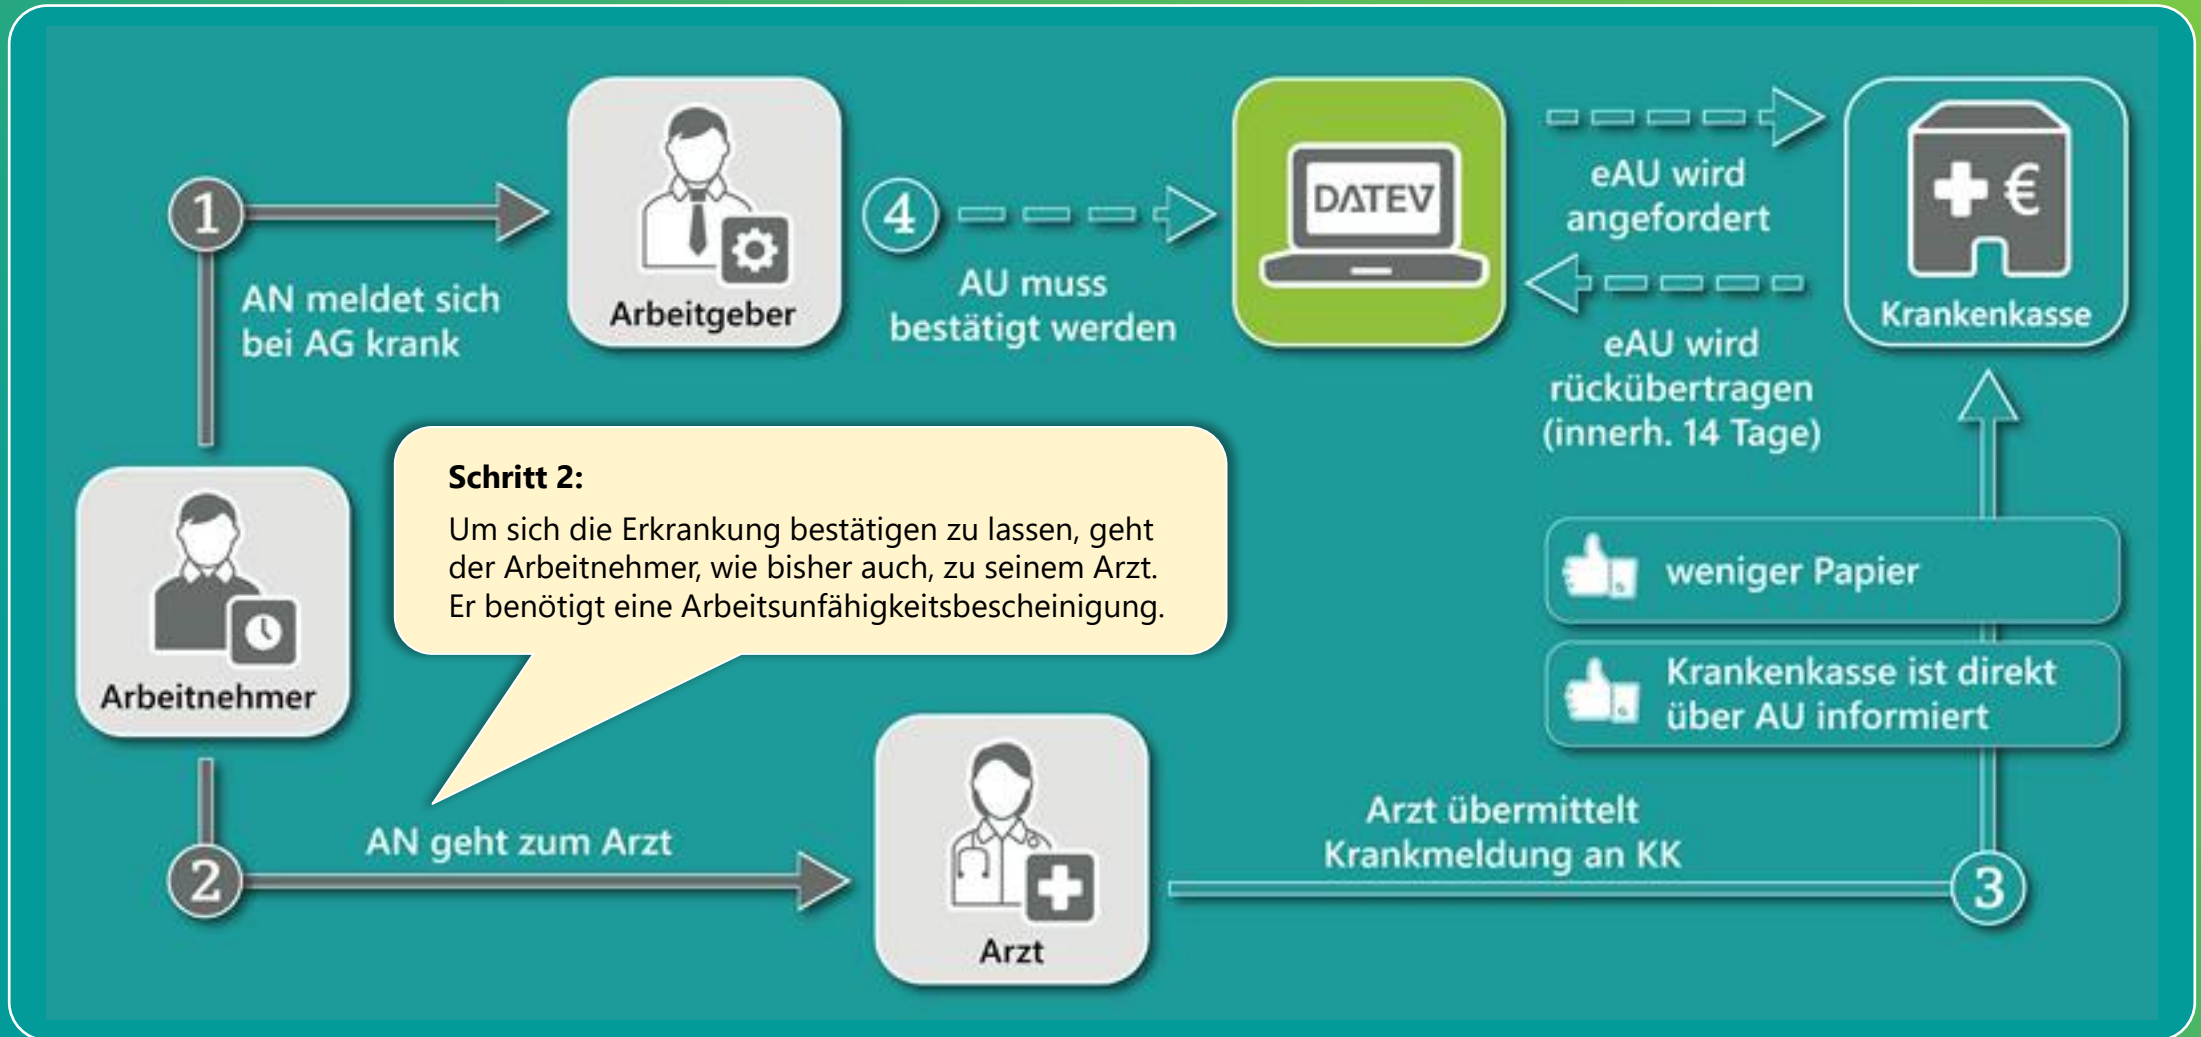 1
AN meldet sich
bei AG krank
Arbeitgeber
4
AU muss
bestätigt werden
DATEV
eAU wird
angefordert
eAU wird
rückübertragen
(innerh. 14 Tage)
Krankenkasse
Arbeitnehmer
Schritt 2:
Um sich die Erkrankung bestätigen zu lassen, geht
der Arbeitnehmer, wie bisher auch, zu seinem Arzt.
Er benötigt eine Arbeitsunfähigkeitsbescheinigung.
weniger Papier
Krankenkasse ist direkt
über AU informiert
2
AN geht zum Arzt
Arzt
Arzt übermittelt
Krankmeldung an KK
3